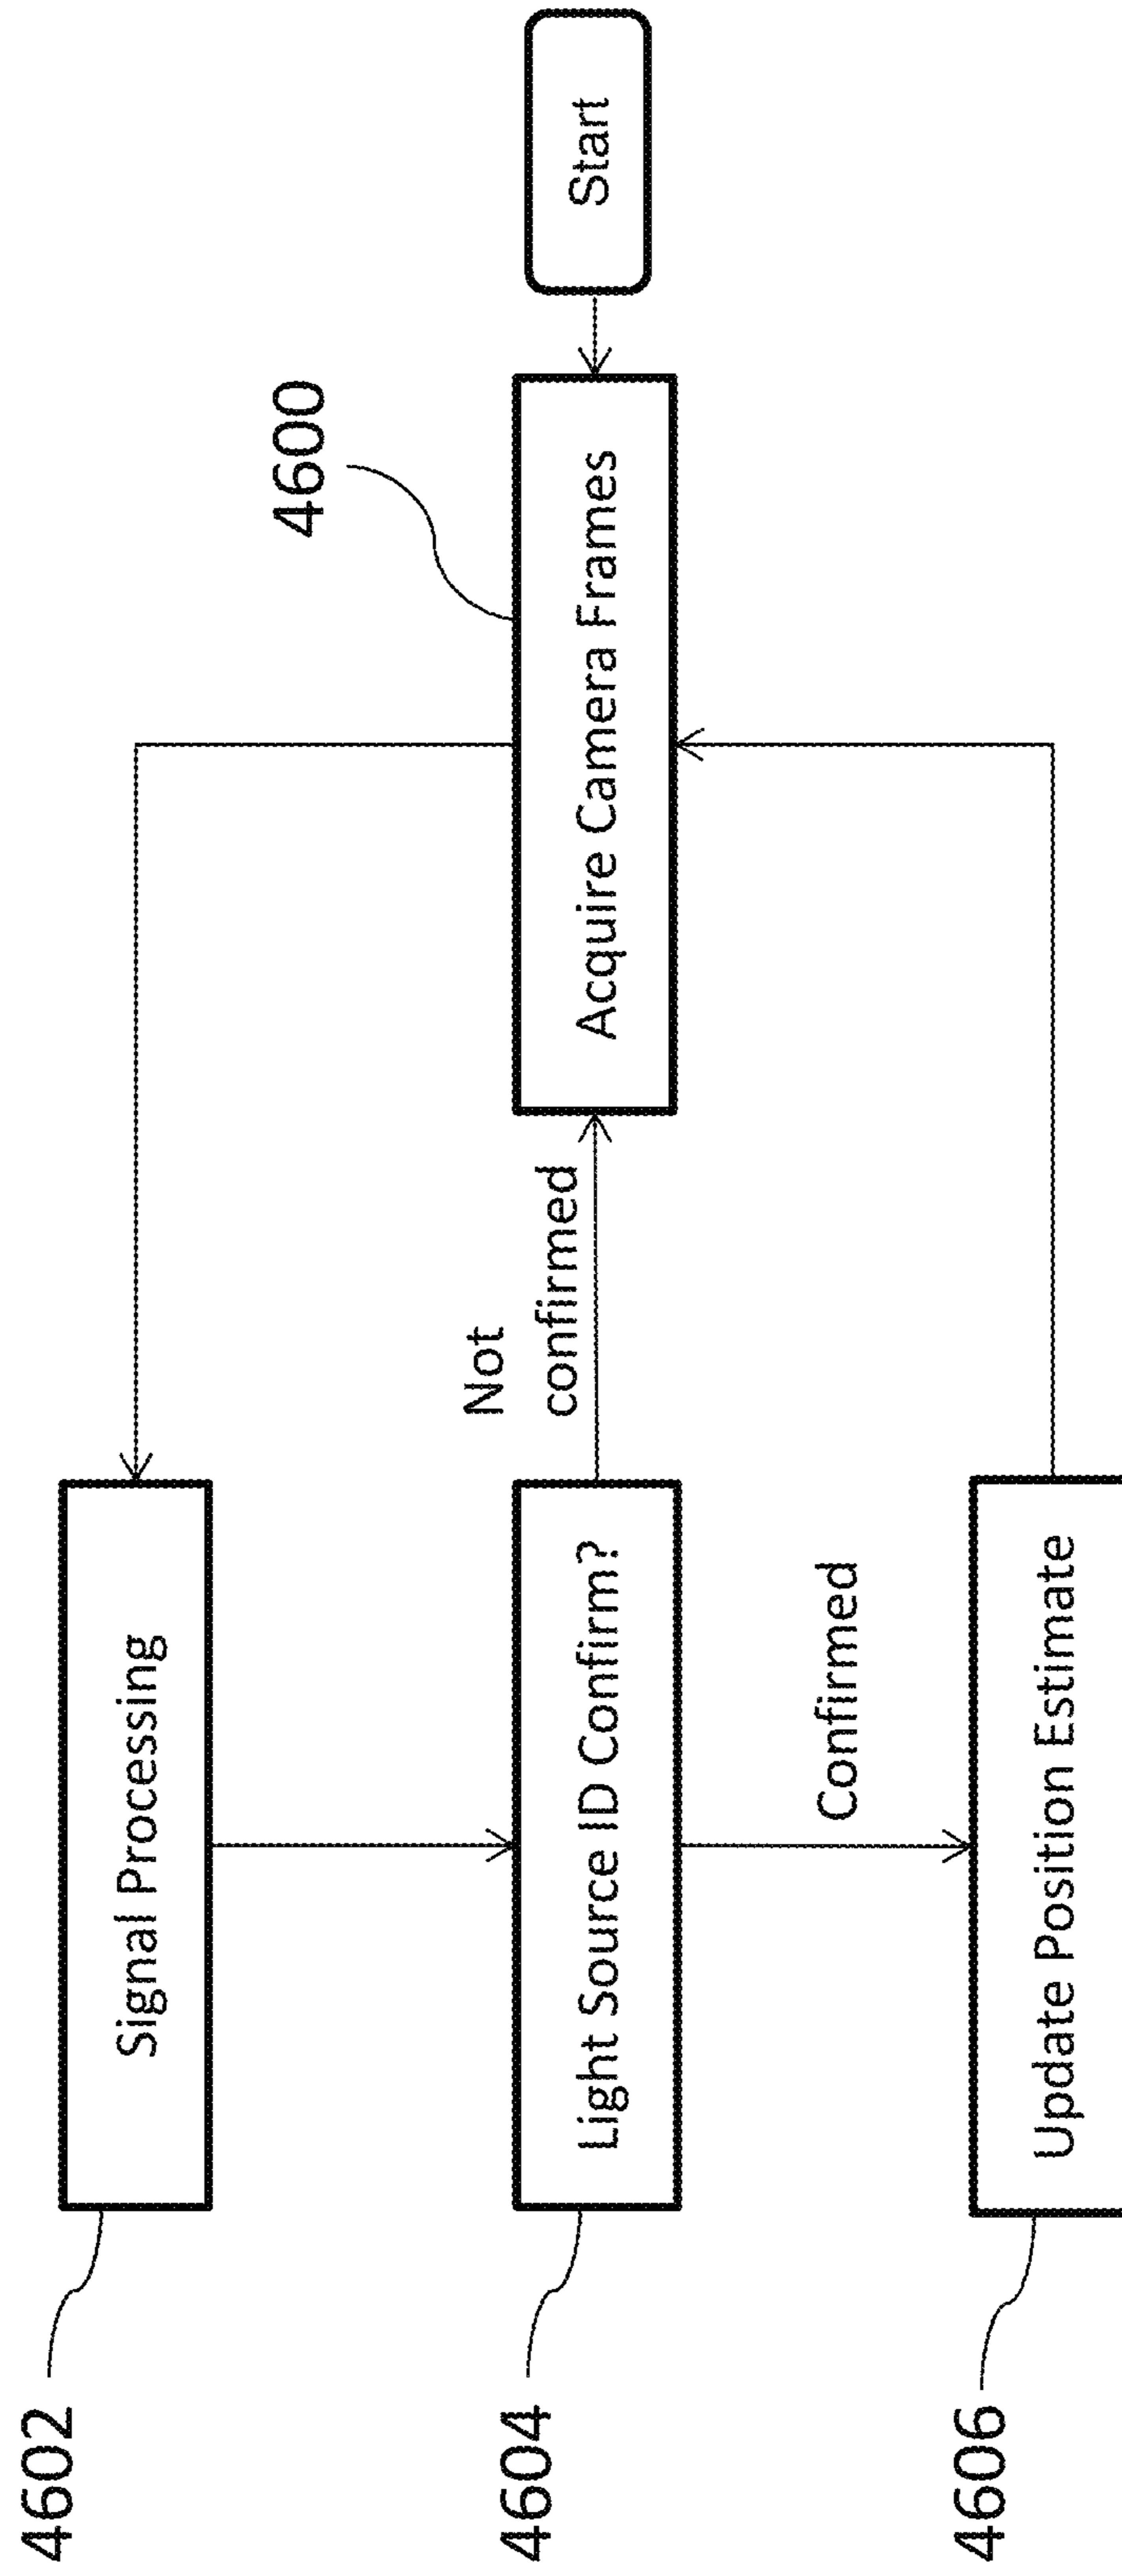 4602
Signal Processing
4600
Start
Acquire Camera Frames
Not
confirmed
4604
Light Source ID Confirm?
Confirmed
4606
Update Position Estimate